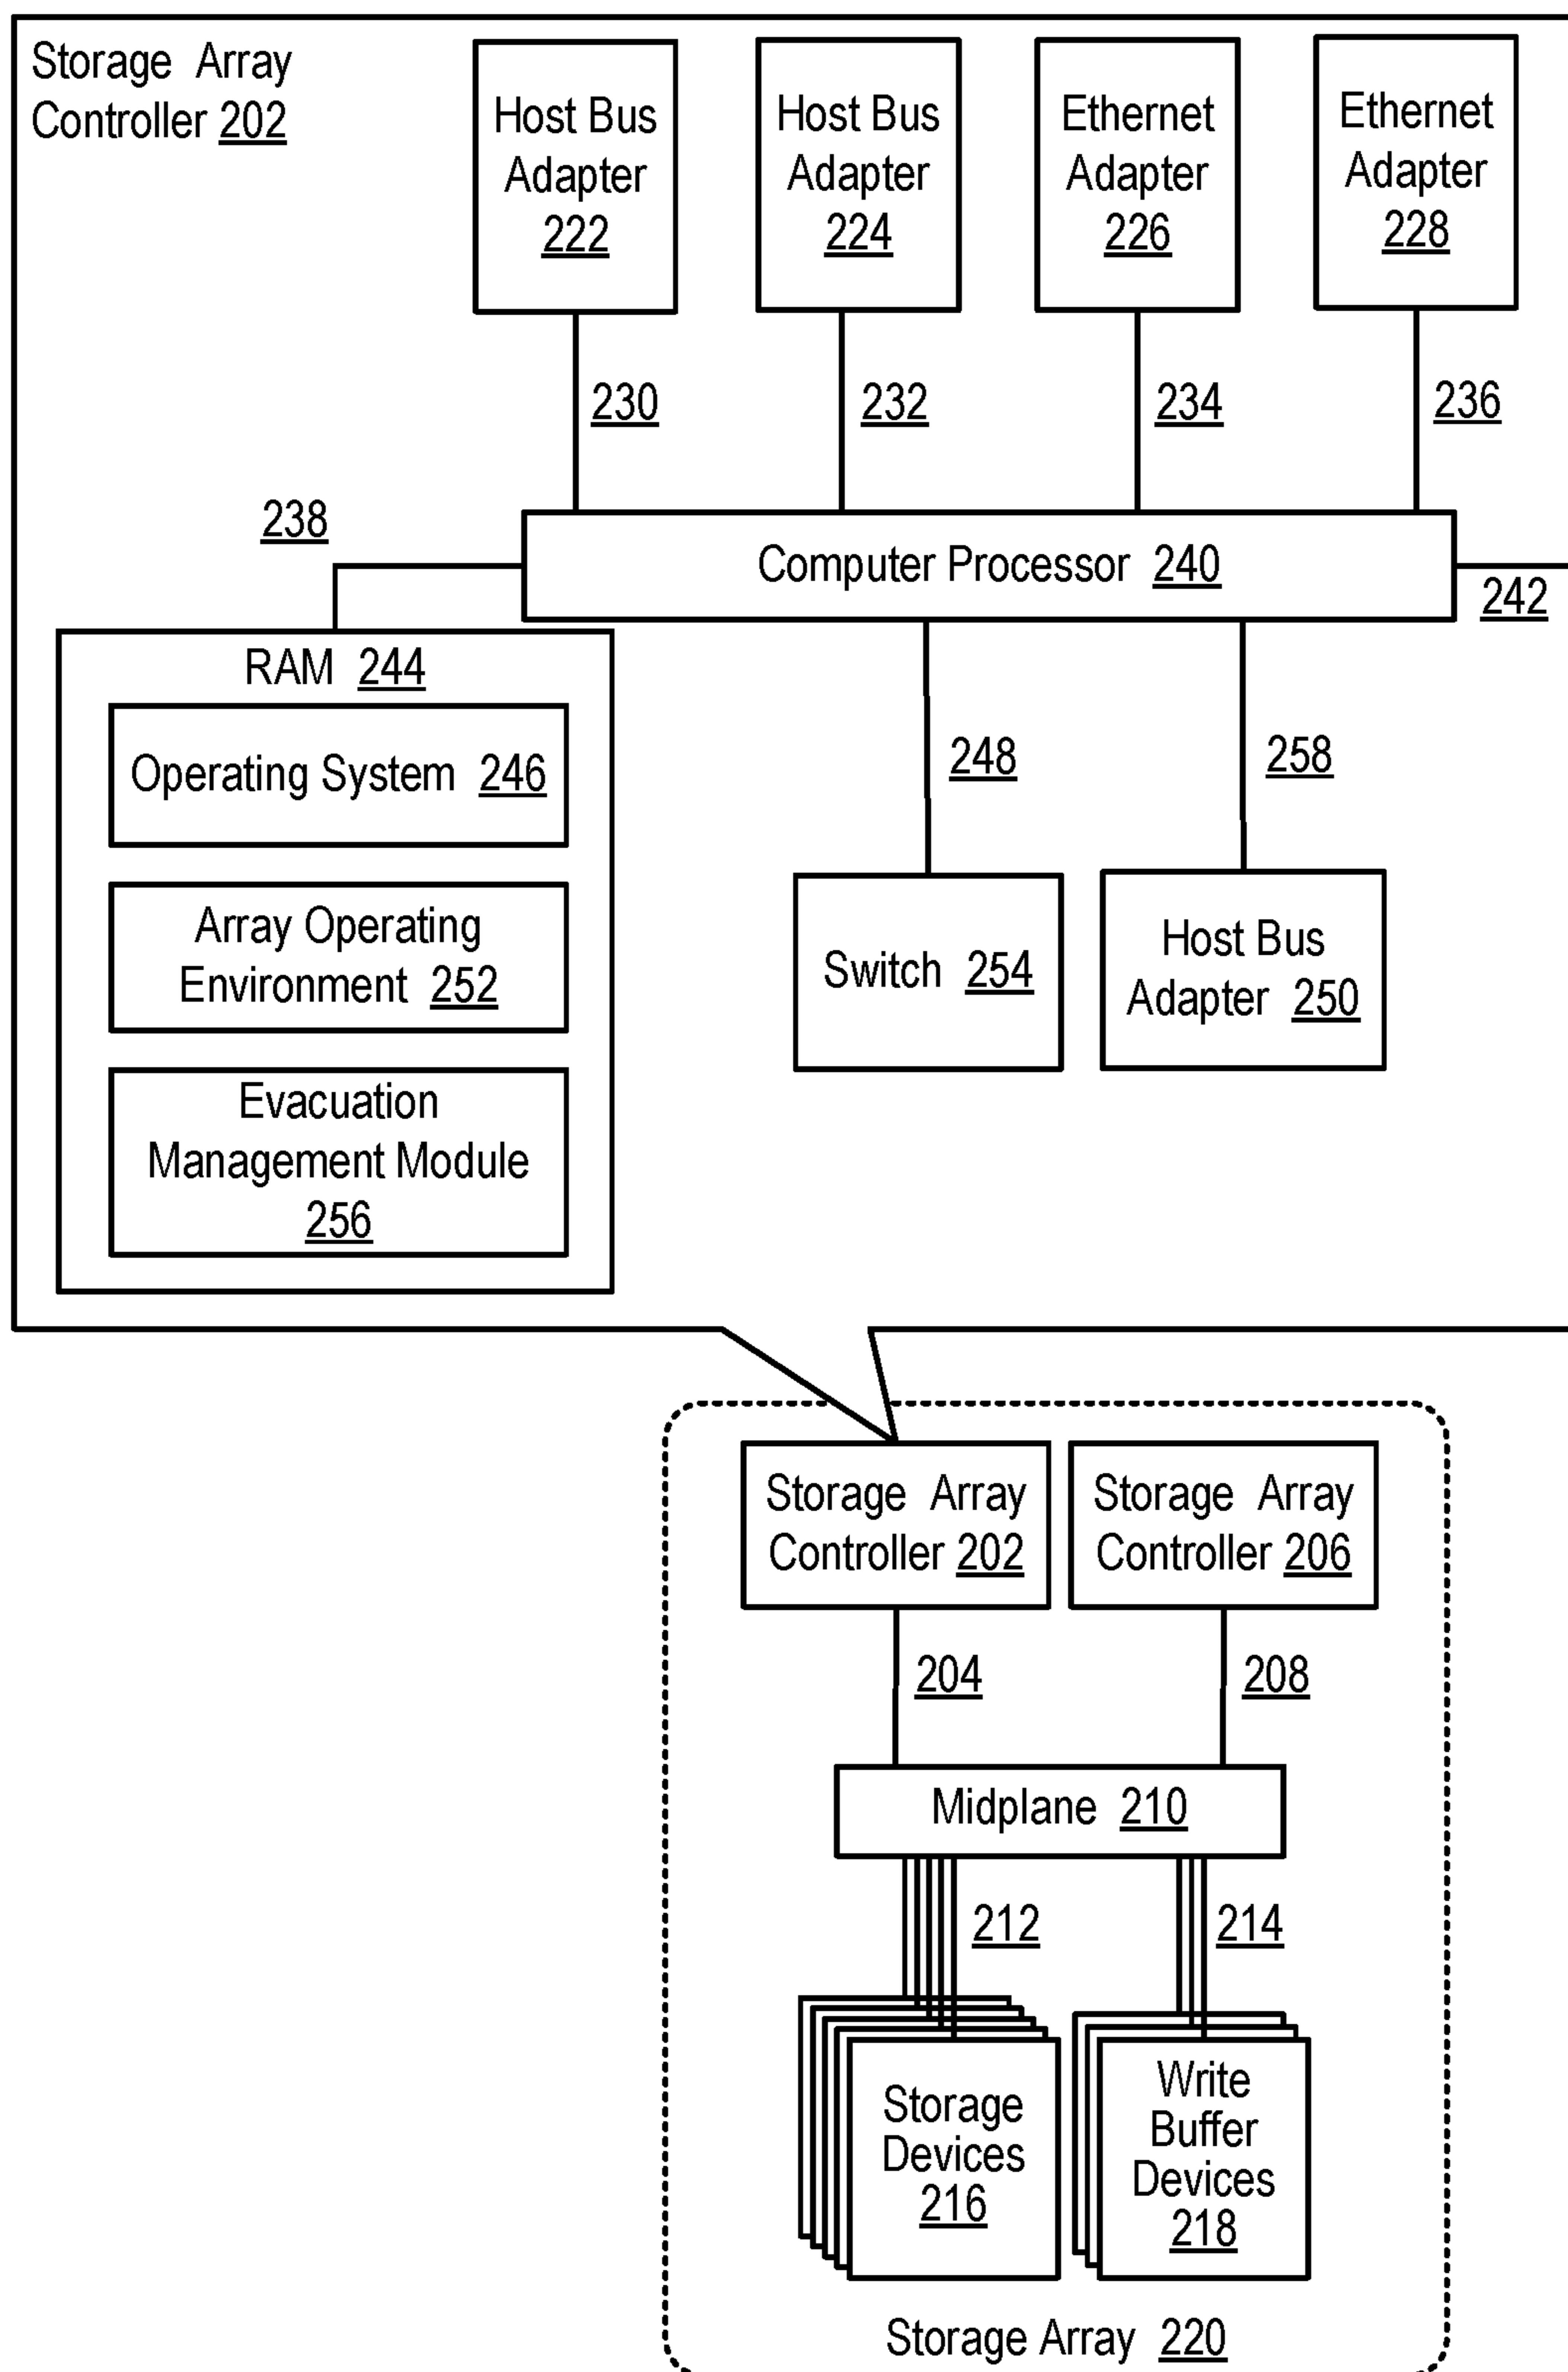 Storage Array
Controller 202
Host Bus
Adapter
222
Host Bus
Adapter
224
Ethernet
Adapter
226
Ethernet
Adapter
228
230
232
234
236
238
Computer Processor 240
242
RAM 244
Operating System 246
Array Operating
Environment 252
Evacuation
Management Module
256
248
258
Switch 254
Host Bus
Adapter 250
Storage Array
Controller 202
Storage Array
Controller 206
204
208
Midplane 210
212
214
Storage
Devices
216
Write
Buffer
Devices
218
Storage Array 220